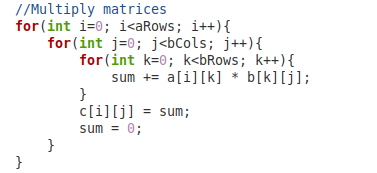 //Multiply matrices
for(int i=0; i<aRows; i++){
    for(int j=0; j<bCols; j++){
        for(int k=0; k<bRows; k++){
            sum += a[i][k] * b[k][j];
        }
        c[i][j] = sum;
        sum = 0;
    }
}